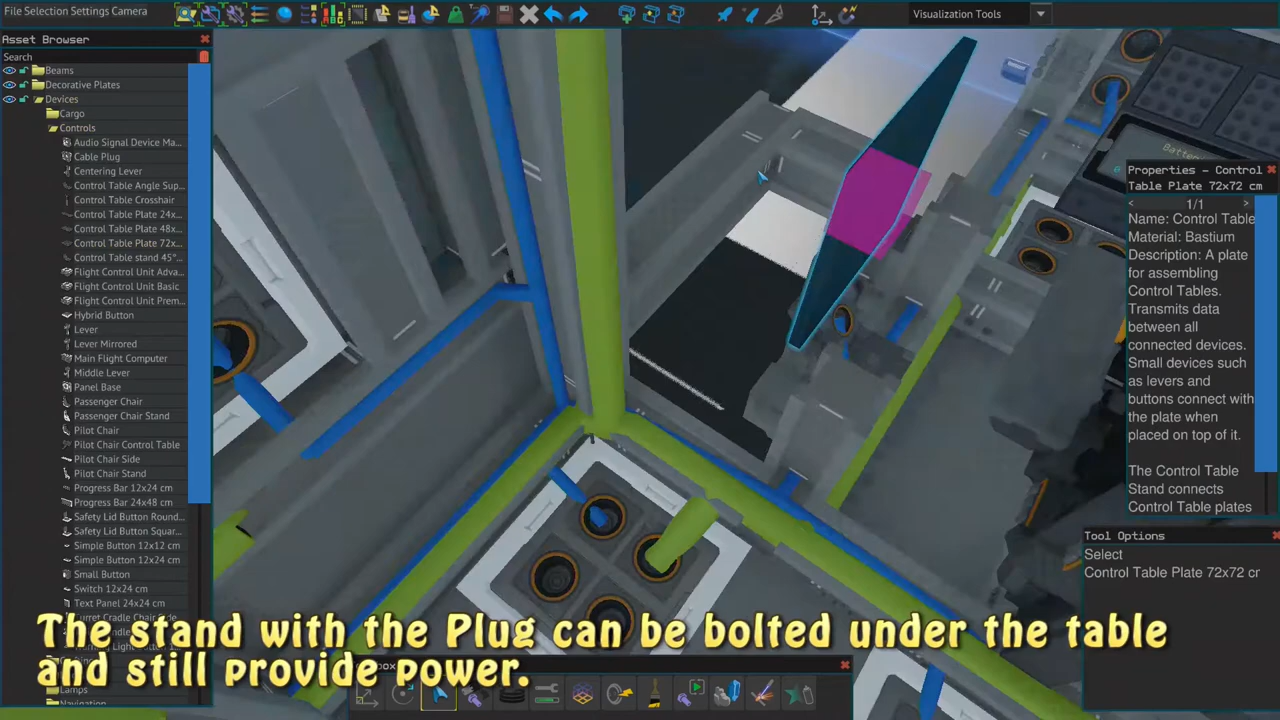 File Selection Settings Camera
Visualization Tools
Asset Browser
Search
Beams
Decorative Plates
Devices
Cargo
Controls
Audio Signal Device Ma...
Cable Plug
Centering Lever
Control Table Angle Sup...
Control Table Crosshair
Control Table Plate 24x...
Control Table Plate 48x...
Control Table Plate 72x...
Control Table stand 45°...
Flight Control Unit Adva...
Flight Control Unit Basic
Flight Control Unit Prem...
Hybrid Button
Lever
Lever Mirrored
Main Flight Computer
Middle Lever
Panel Base
Passenger Chair
Passenger Chair Stand
Pilot Chair
Pilot Chair Control Table
Pilot Chair Side
Pilot Chair Stand
Progress Bar 12x24 cm
Progress Bar 24x48 cm
Safety Lid Button Round...
Safety Lid Button Squar...
Simple Button 12x12 cm
Simple Button 12x24 cm
Small Button
Switch 12x24 cm
Text Panel 24x24 cm
Lamps
Properties - Control
Table Plate 72x72 cm
< 1/1 >
Name: Control Table
Material: Bastium
Description: A plate
for assembling
Control Tables.
Transmits data
between all
connected devices.
Small devices such
as levers and
buttons connect with
the plate when
placed on top of it.
The Control Table
Stand connects
Control Table plates
Tool Options
Select
Control Table Plate 72x72 cr
The stand with the Plug can be bolted under the table
and still provide power.